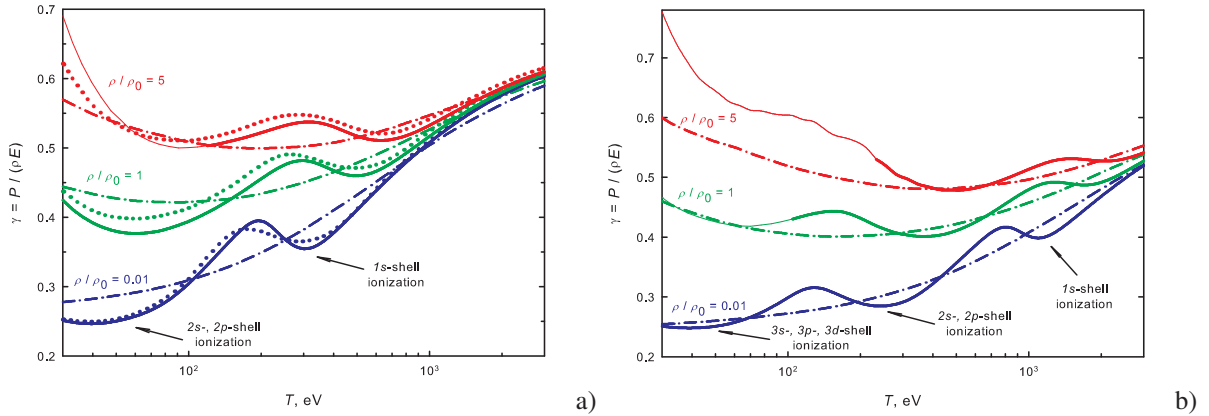 0.7
0.6
0.5
0.4
0.3
0.2
γ = P / (ρE)
ρ / ρ0 = 5
ρ / ρ0 = 1
ρ / ρ0 = 0.01
1s-shell
ionization
2s-, 2p-shell
ionization
10²
10³
T, eV
a)
0.7
0.6
0.5
0.4
0.3
0.2
γ = P / (ρE)
ρ / ρ0 = 5
ρ / ρ0 = 1
ρ / ρ0 = 0.01
1s-shell
ionization
3s-, 3p-, 3d-shell
ionization
2s-, 2p-shell
ionization
10²
10³
T, eV
b)